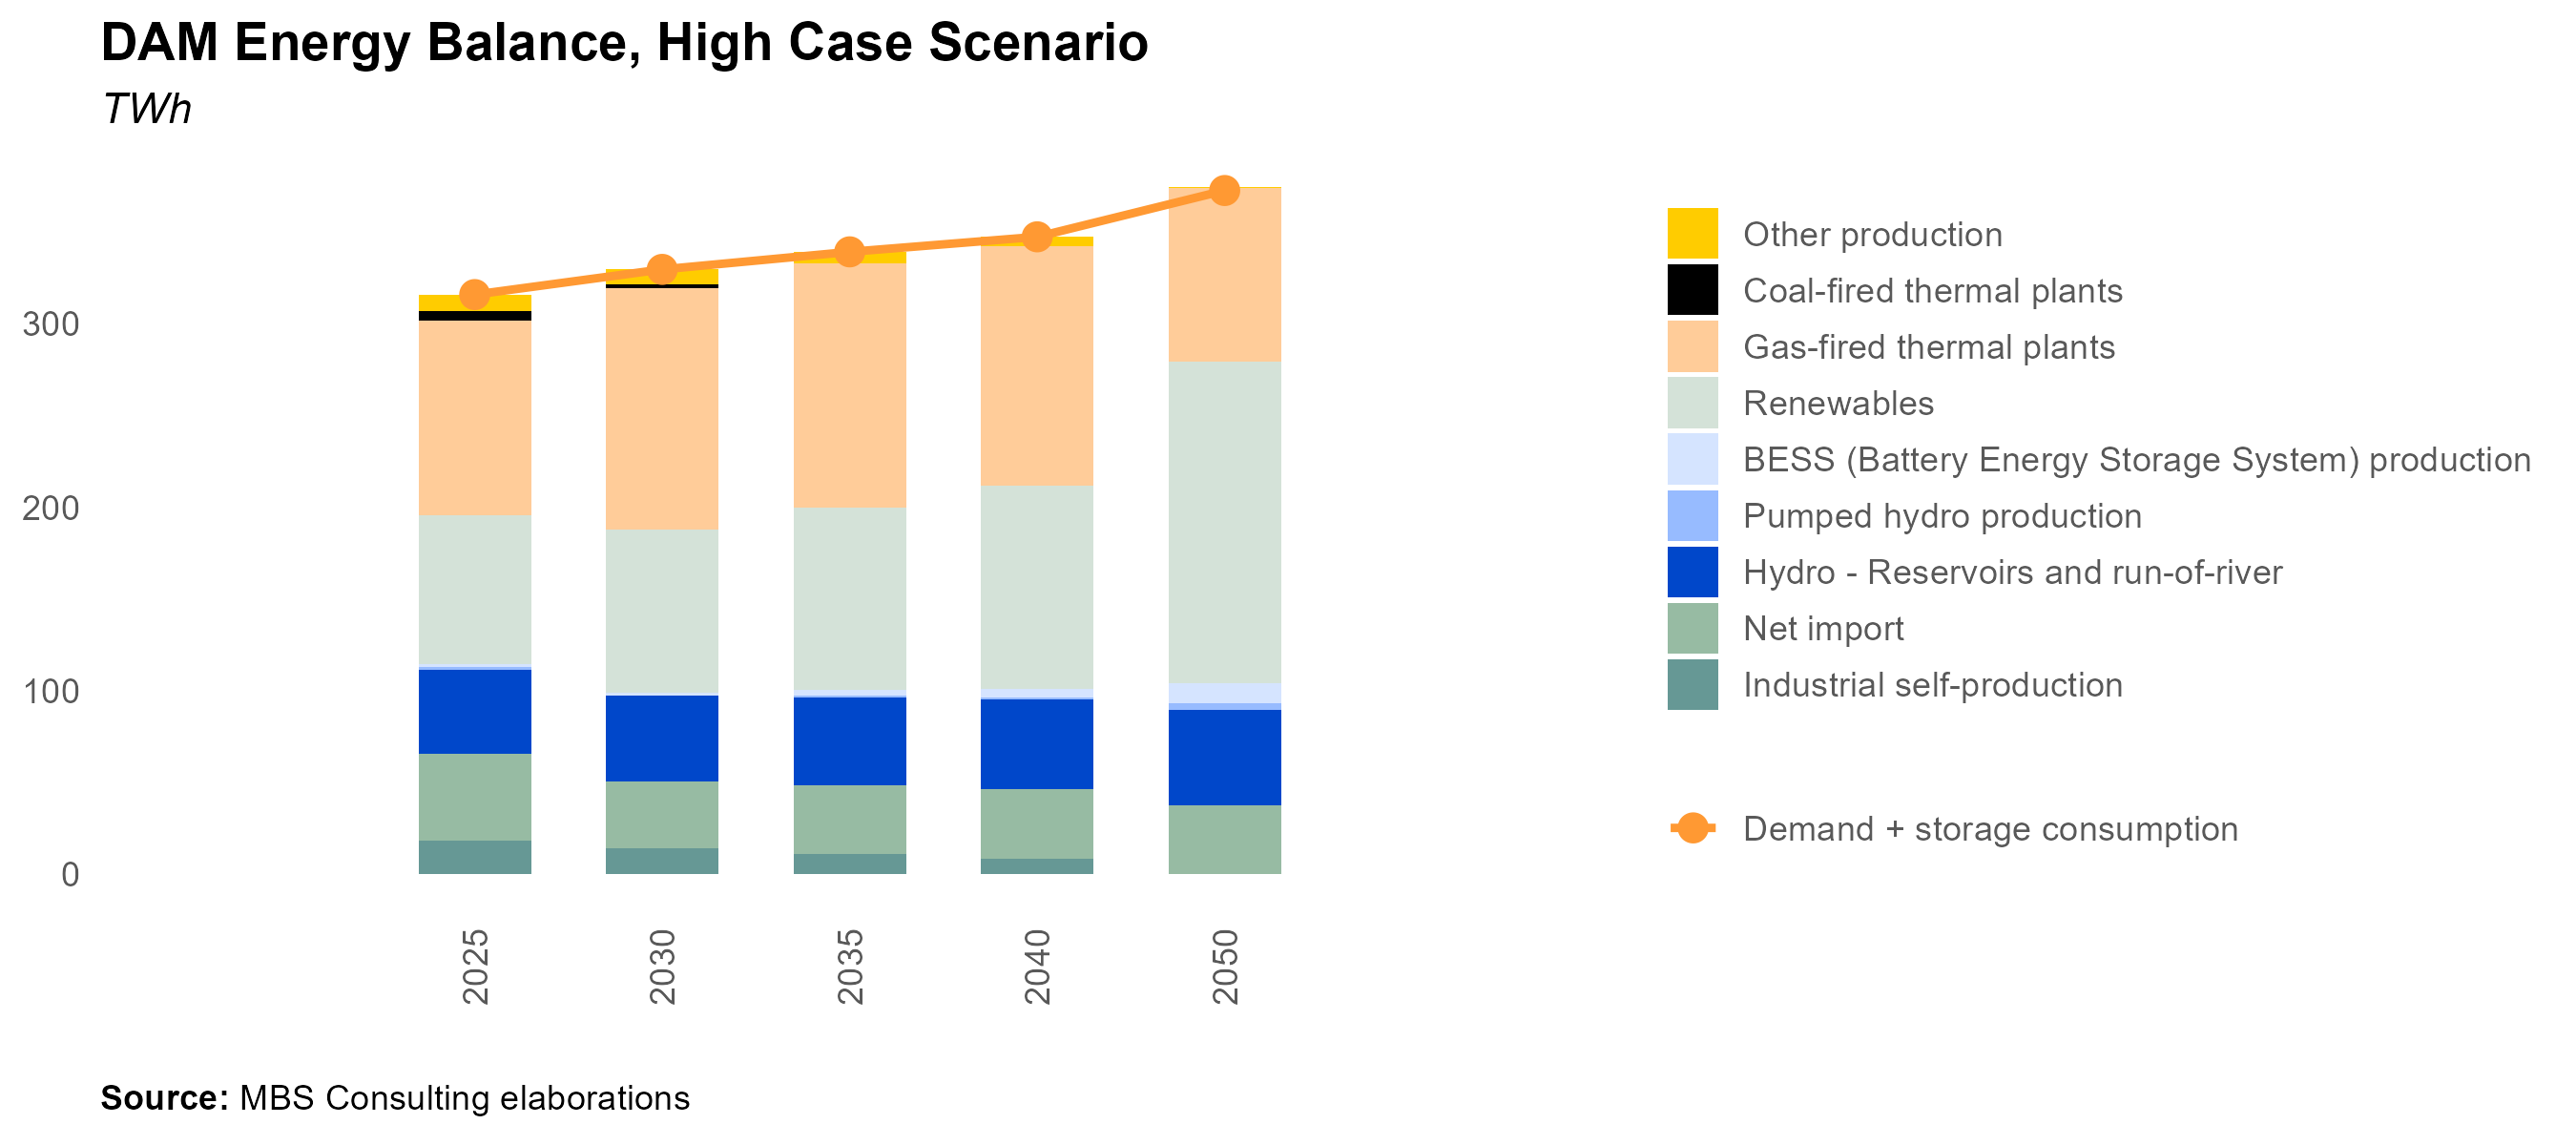 DAM Energy Balance, High Case Scenario
TWh
300
200
100
0
2025
2030
2035
2040
2050
Other production
Coal-fired thermal plants
Gas-fired thermal plants
Renewables
BESS (Battery Energy Storage System) production
Pumped hydro production
Hydro - Reservoirs and run-of-river
Net import
Industrial self-production
Demand + storage consumption
Source: MBS Consulting elaborations